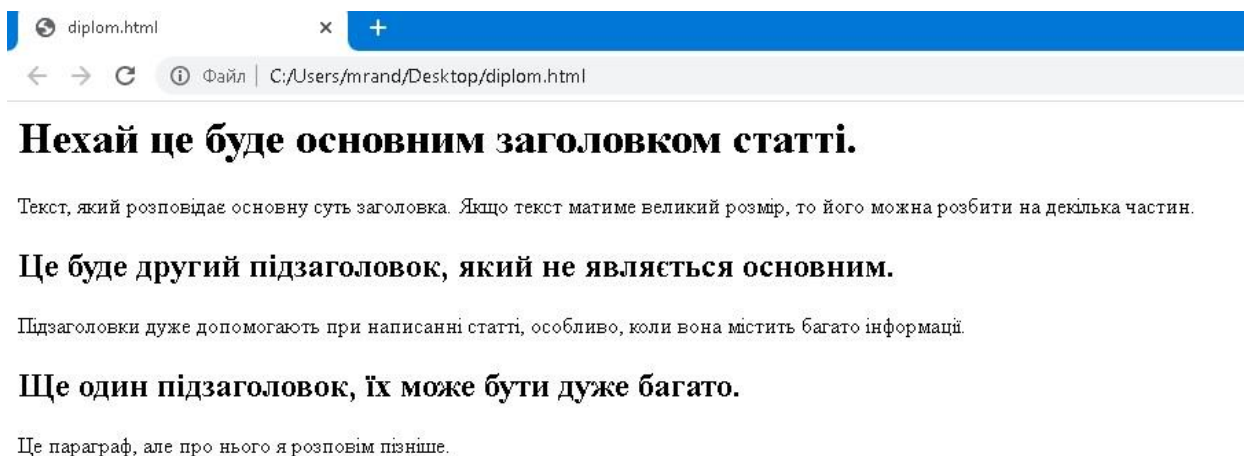 diplom.html
Файл | C:/Users/mrand/Desktop/diplom.html
Нехай це буде основним заголовком статті.
Текст, який розповідає основну суть заголовка. Якщо текст матиме великий розмір, то його можна розбити на декілька частин.
Це буде другий підзаголовок, який не являється основним.
Підзаголовки дуже допомогають при написанні статті, особливо, коли вона містить багато інформації.
Ще один підзаголовок, їх може бути дуже багато.
Це параграф, але про нього я розповім пізніше.